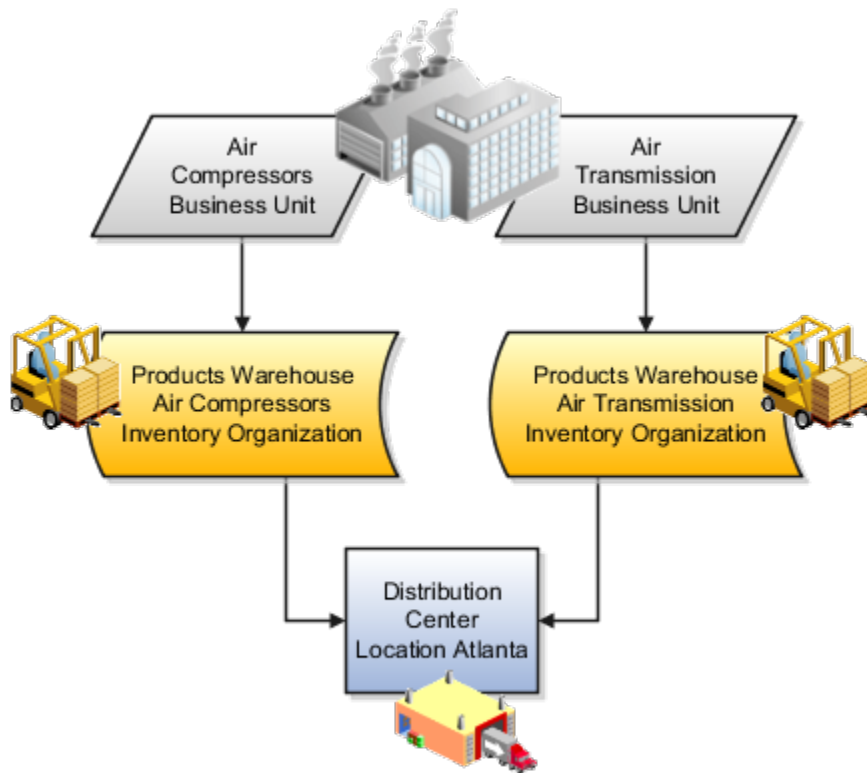 Air
Compressors
Business Unit
Air
Transmission
Business Unit
Products Warehouse
Air Compressors
Inventory Organization
Products Warehouse
Air Transmission
Inventory Organization
Distribution
Center
Location Atlanta